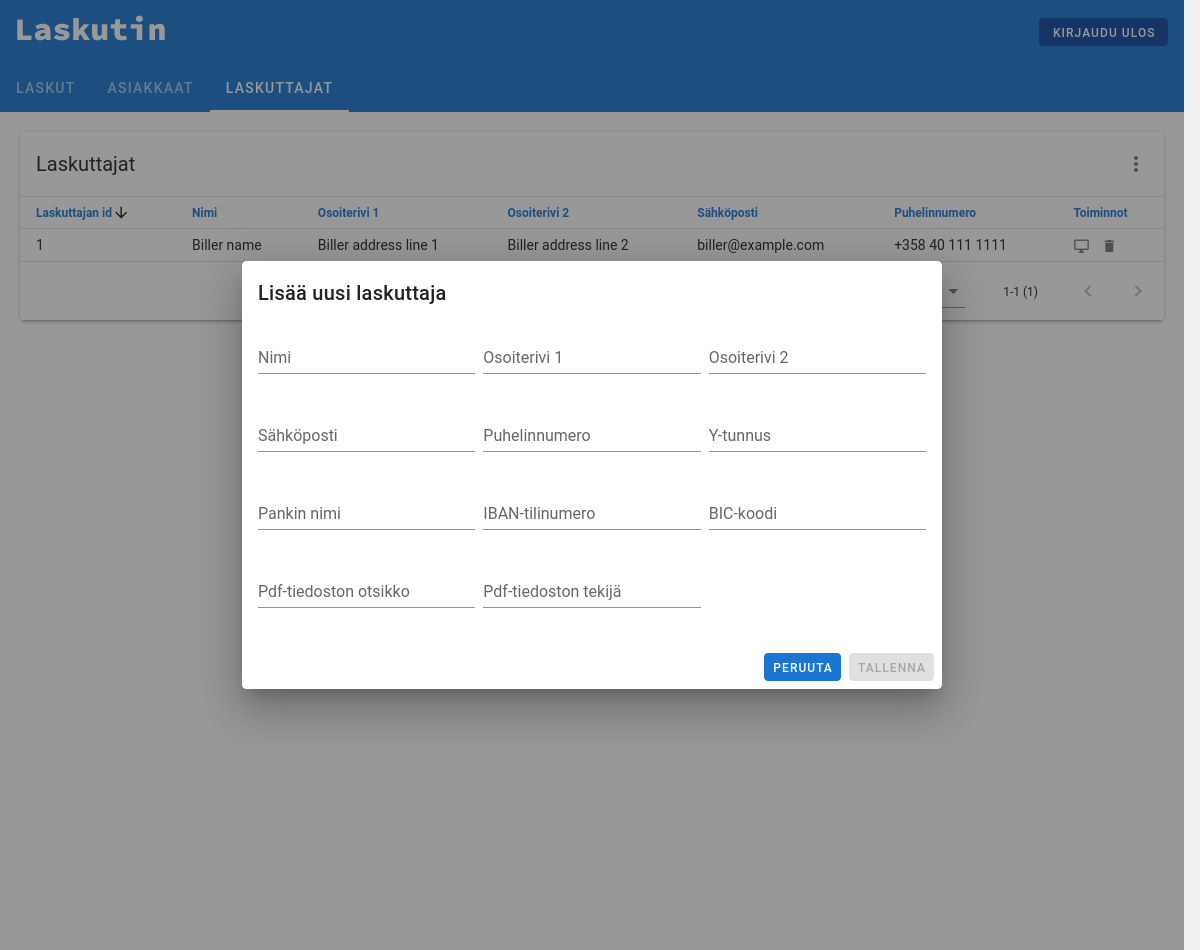 Laskutin
KIRJAUDU ULOS
LASKUT ASIAKKAAT LASKUTTAJAT
Laskuttajat
Laskuttajan id Nimi Osoiterivi 1 Osoiterivi 2 Sähköposti Puhelinnumero Toiminnot
1 Biller name Biller address line 1 Biller address line 2 biller@example.com +358 40 111 1111
1-1 (1)
Lisää uusi laskuttaja
Nimi Osoiterivi 1 Osoiterivi 2
Sähköposti Puhelinnumero Y-tunnus
Pankin nimi IBAN-tilinumero BIC-koodi
Pdf-tiedoston otsikko Pdf-tiedoston tekijä
PERUUTA TALLENNA